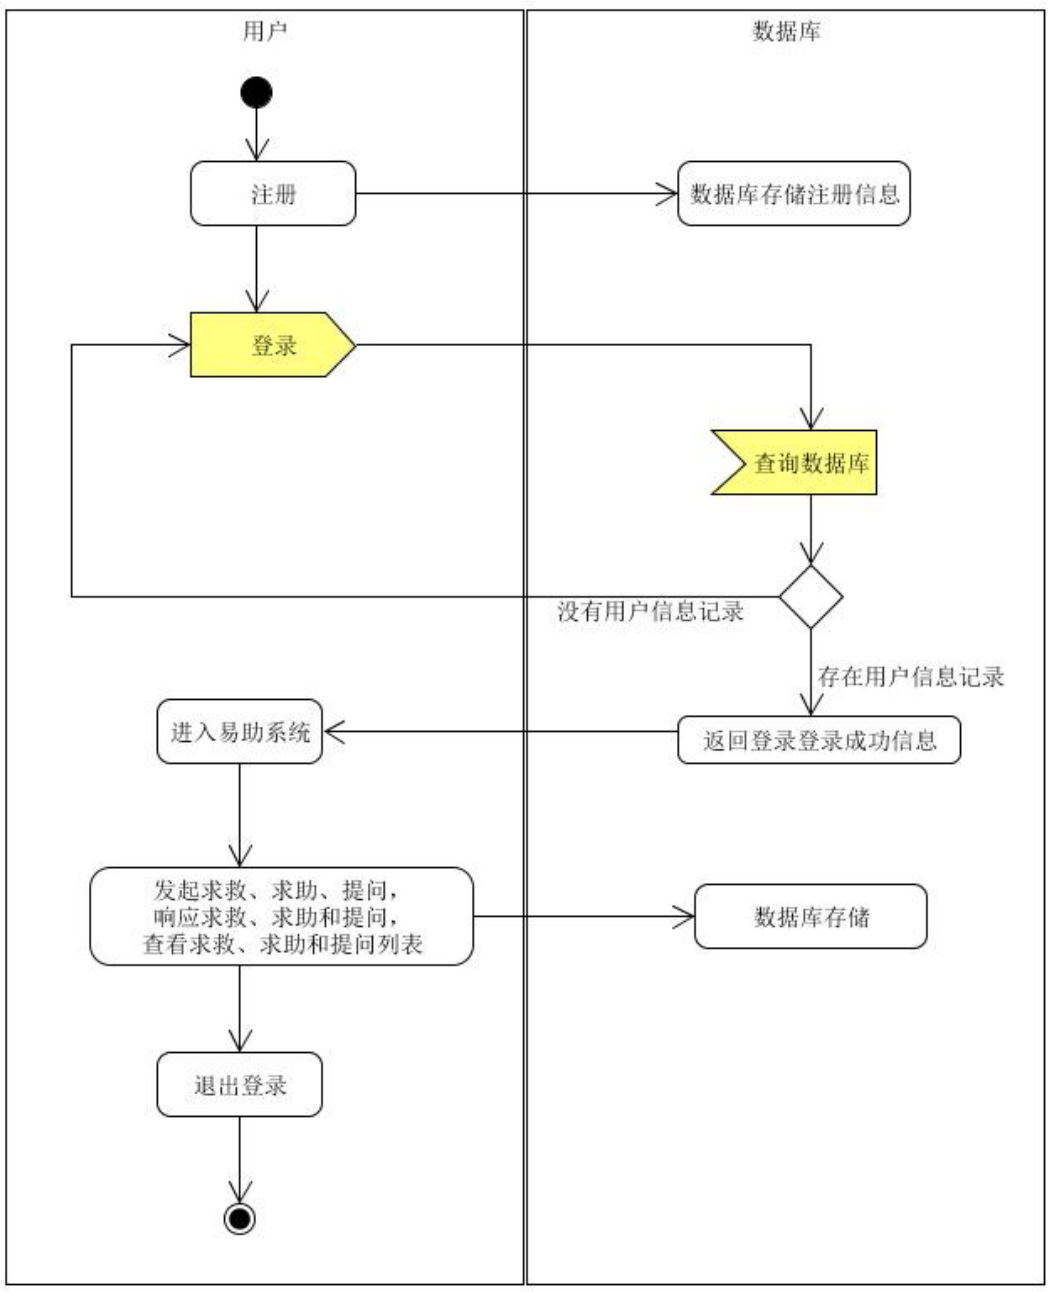 用户
数据库
注册
数据库存储注册信息
登录
查询数据库
没有用户信息记录
存在用户信息记录
进入易助系统
返回登录登录成功信息
发起求救、求助、提问，
响应求救、求助和提问，
查看求救、求助和提问列表
数据库存储
退出登录